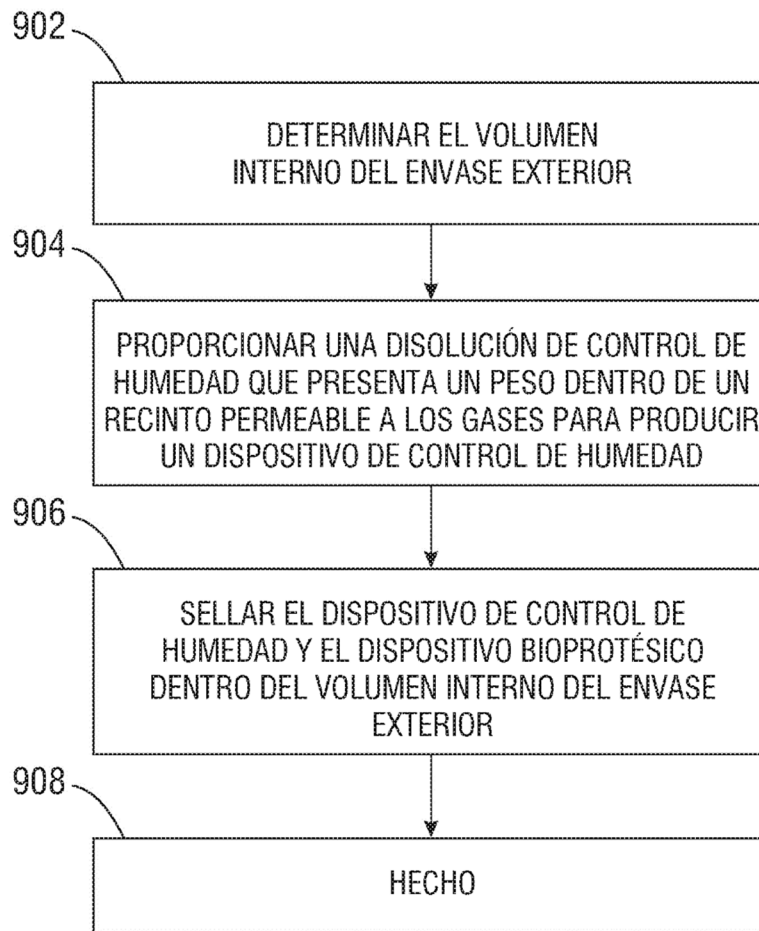 902
DETERMINAR EL VOLUMEN
INTERNO DEL ENVASE EXTERIOR
904
PROPORCIONAR UNA DISOLUCIÓN DE CONTROL DE
HUMEDAD QUE PRESENTA UN PESO DENTRO DE UN
RECINTO PERMEABLE A LOS GASES PARA PRODUCIR
UN DISPOSITIVO DE CONTROL DE HUMEDAD
906
SELLAR EL DISPOSITIVO DE CONTROL DE
HUMEDAD Y EL DISPOSITIVO BIOPROTÉSICO
DENTRO DEL VOLUMEN INTERNO DEL ENVASE
EXTERIOR
908
HECHO